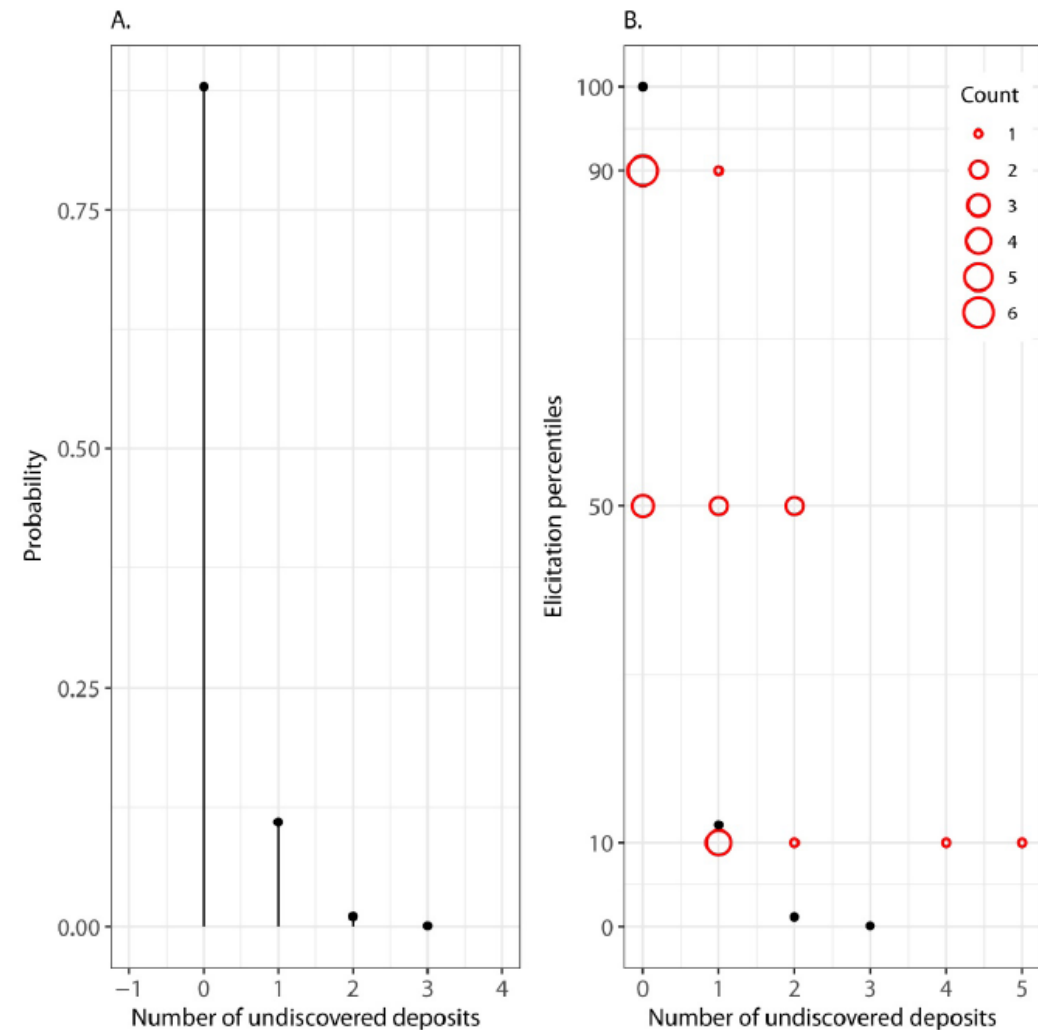 A.
Probability
0.75
0.50
0.25
0.00
−1 0 1 2 3 4
Number of undiscovered deposits
B.
Elicitation percentiles
100
90
50
10
0
0 1 2 3 4 5
Number of undiscovered deposits
Count
1
2
3
4
5
6